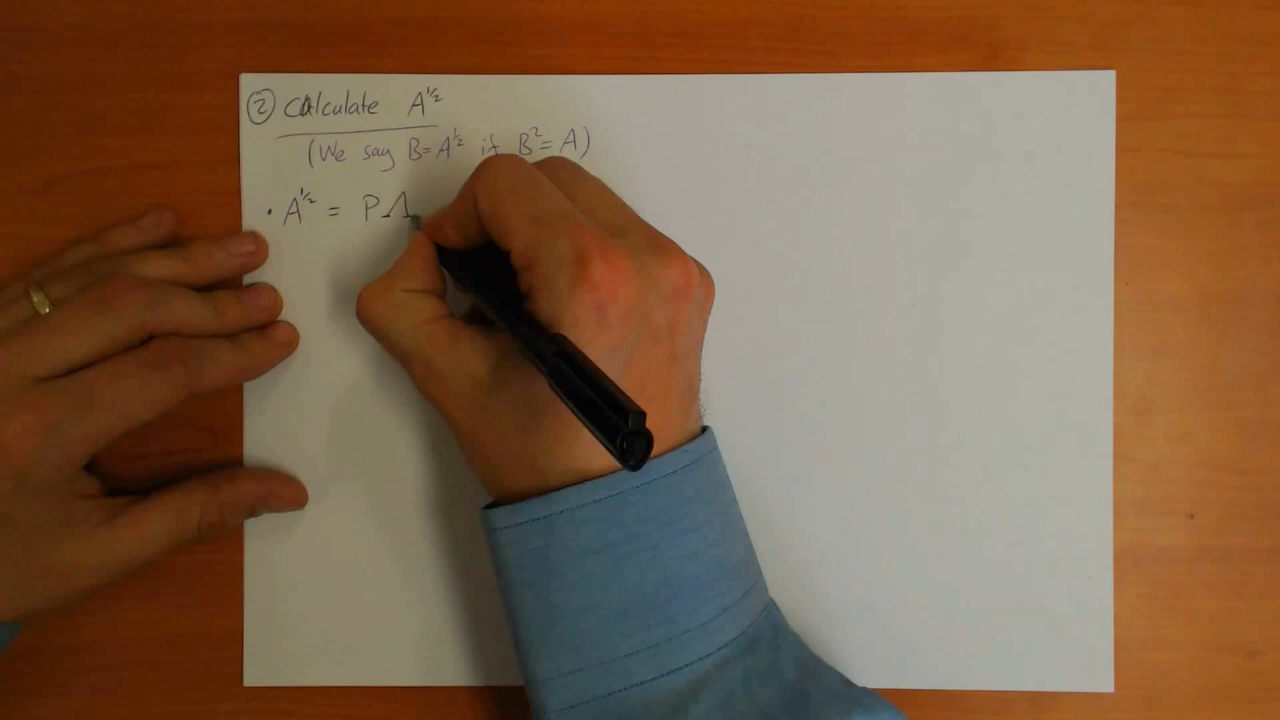 ② Calculate A^½
(We say B=A^½ if B²=A)
· A^½ = PΛ